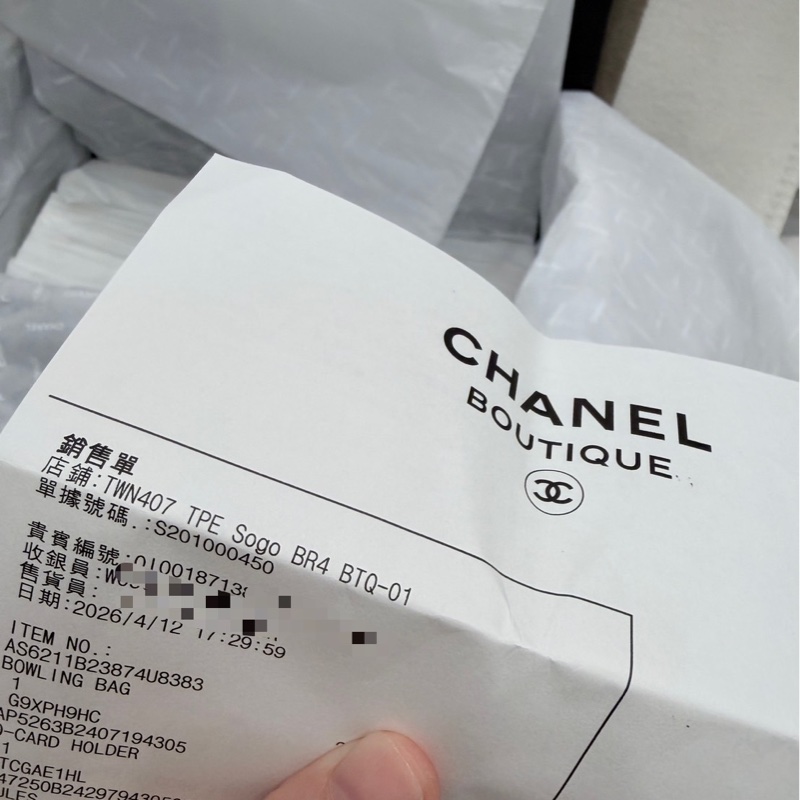 CHANEL
BOUTIQUE
銷售單
店鋪:TWN407 TPE Sogo BR4 BTQ-01
單據號碼.:S201000450
貴賓編號:0100187138
收銀員:
售貨員:
日期:2026/4/12 17:29:59
ITEM NO.:
AS6211B23874U8383
BOWLING BAG
1
G9XPH9HC
AP5263B2407194305
O-CARD HOLDER
1
TCGAE1HL